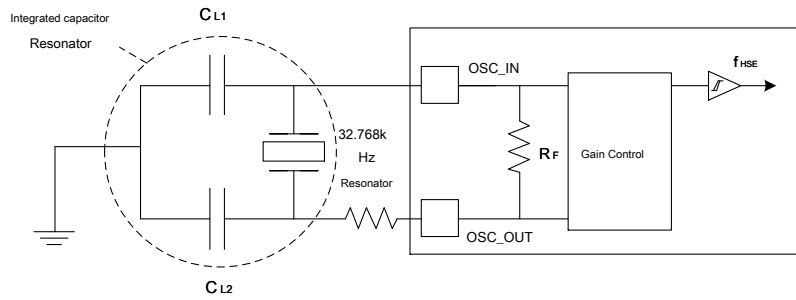 Integrated capacitor
Resonator
CL1
OSC_IN
fHSE
32.768k
Hz
Resonator
RF
Gain Control
OSC_OUT
CL2